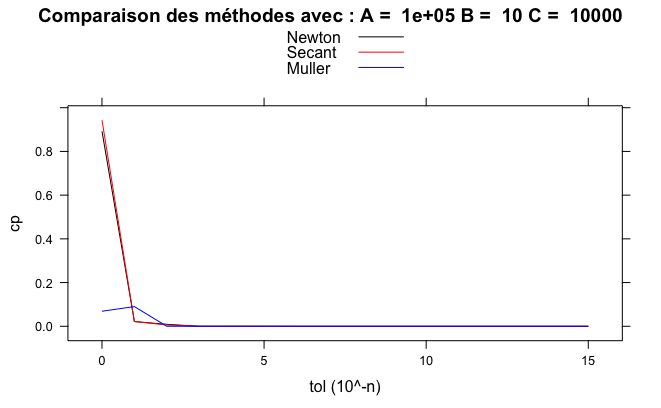 Comparaison des méthodes avec : A =  1e+05 B =  10 C =  10000
Newton
Secant
Muller
0.8
0.6
0.4
0.2
0.0
cp
0 5 10 15
tol (10^-n)